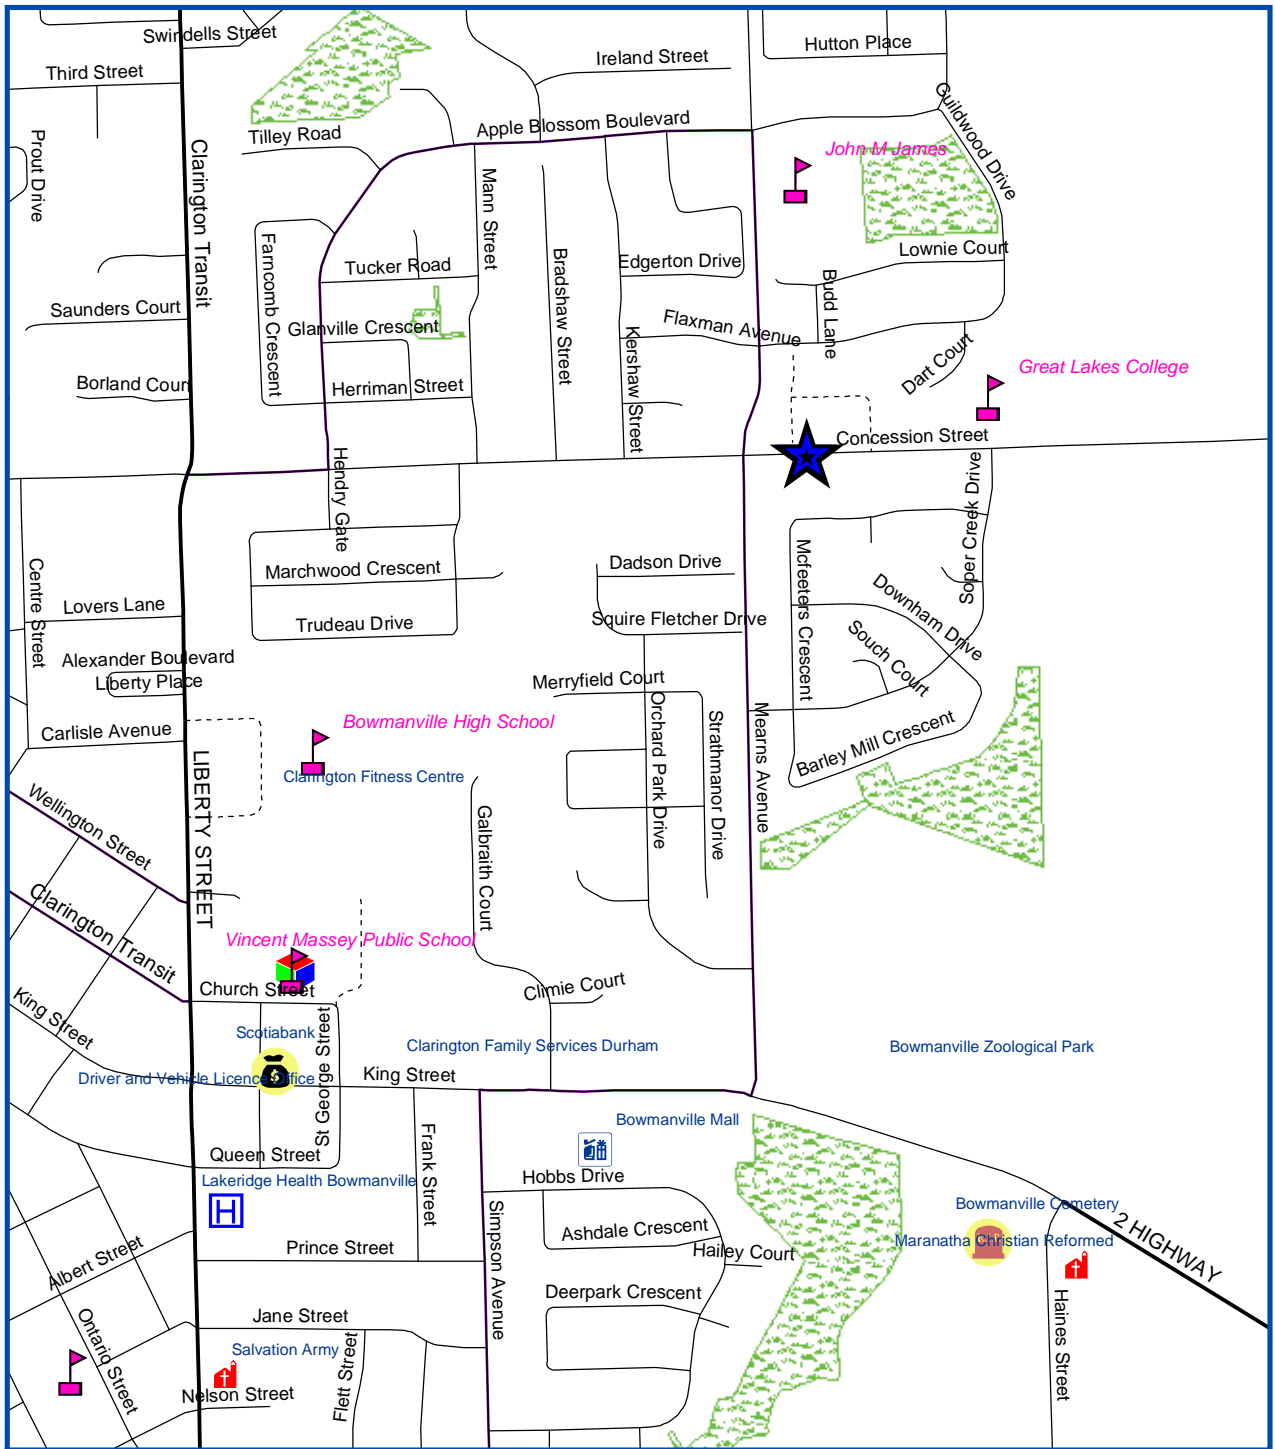 Swindells Street
Hutton Place
Ireland Street
Third Street
Guildwood Drive
Apple Blossom Boulevard
Tilley Road
Prout Drive
Clarington Transit
John M James
Mann Street
Lownie Court
Farncomb Crescent
Tucker Road
Bradshaw Street
Edgerton Drive
Budd Lane
Saunders Court
Glanville Crescent
Kershaw Street
Flaxman Avenue
Dart Court
Great Lakes College
Borland Cour
Herriman Street
Concession Street
Hendry Gate
Soper Creek Drive
Centre Street
Marchwood Crescent
Dadson Drive
Mcfeeters Crescent
Downham Drive
Lovers Lane
Trudeau Drive
Squire Fletcher Drive
Souch Court
Alexander Boulevard
Liberty Place
Merryfield Court
Orchard Park Drive
Strathmanor Drive
Mearns Avenue
Carlisle Avenue
Bowmanville High School
Barley Mill Crescent
LIBERTY STREET
Clarington Fitness Centre
Wellington Street
Galbraith Court
Clarington Transit
Vincent Massey Public School
Church Street
Climie Court
King Street
Scotiabank
St George Street
Clarington Family Services Durham
Bowmanville Zoological Park
Driver and Vehicle Licence Office
King Street
Bowmanville Mall
Frank Street
Queen Street
Lakeridge Health Bowmanville
H
Hobbs Drive
Simpson Avenue
Bowmanville Cemetery
2 HIGHWAY
Ashdale Crescent
Hailey Court
Maranatha Christian Reformed
Albert Street
Prince Street
Deerpark Crescent
Haines Street
Ontario Street
Jane Street
Flett Street
Salvation Army
Nelson Street